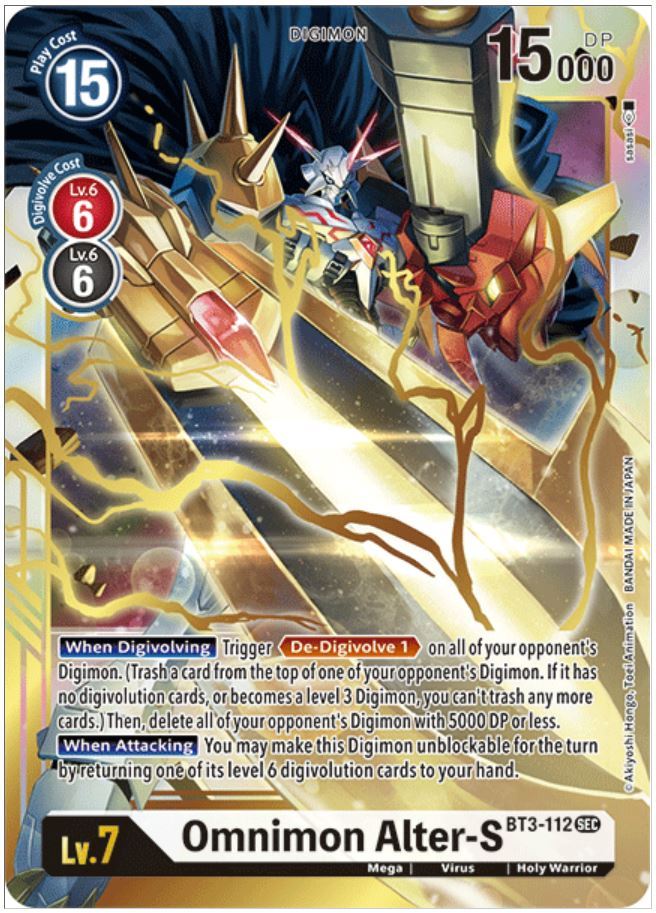 Play Cost
15
DIGIMON
15000
DP
Digivolve Cost
Lv.6
6
Lv.6
6
sasasi
When Digivolving Trigger De-Digivolve 1 on all of your opponent's
Digimon. (Trash a card from the top of one of your opponent's Digimon. If it has
no digivolution cards, or becomes a level 3 Digimon, you can't trash any more
cards.) Then, delete all of your opponent's Digimon with 5000 DP or less.
When Attacking You may make this Digimon unblockable for the turn
by returning one of its level 6 digivolution cards to your hand.
©Akiyoshi Hongo, Toei Animation BANDAI MADE IN JAPAN
Lv.7
Omnimon Alter-S
BT3-112 SEC
Mega | Virus | Holy Warrior